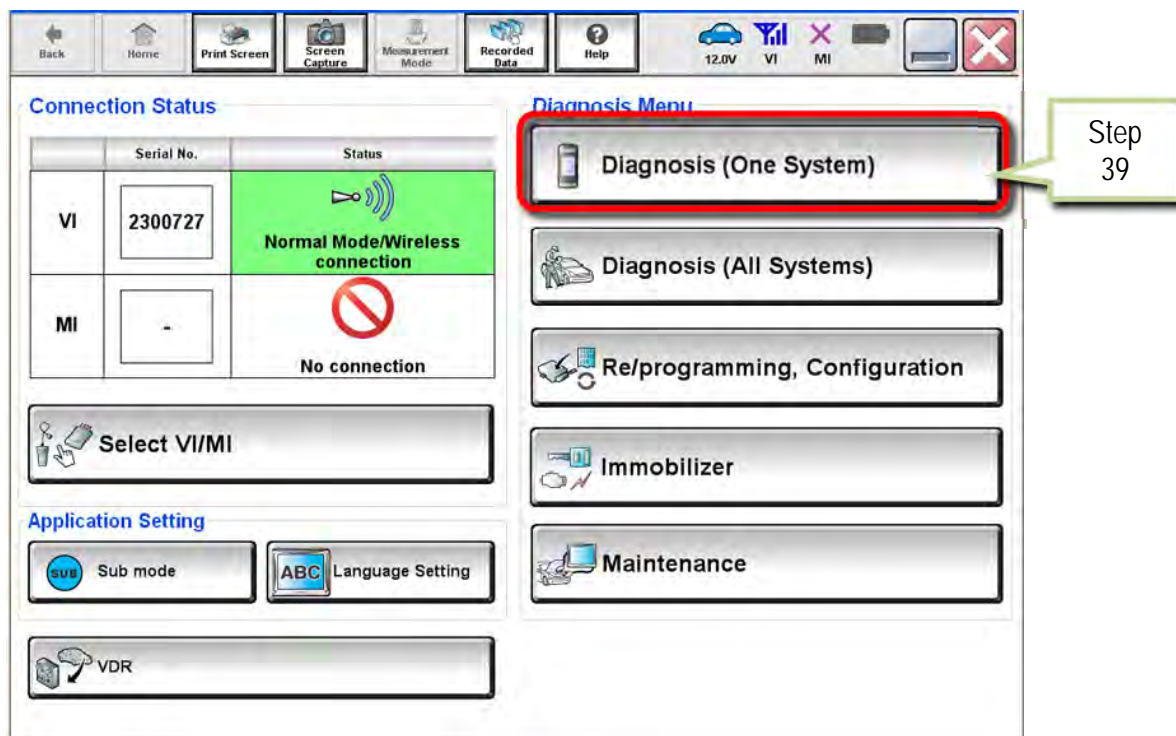 Back
Home
Print Screen
Screen
Capture
Measurement
Mode
Recorded
Data
Help
12.0V
VI
MI
Connection Status
Serial No.
Status
VI
2300727
Normal Mode/Wireless
connection
MI
-
No connection
Select VI/MI
Application Setting
SUB
Sub mode
ABC
Language Setting
VDR
Diagnosis Menu
Diagnosis (One System)
Step
39
Diagnosis (All Systems)
Re/programming, Configuration
Immobilizer
Maintenance